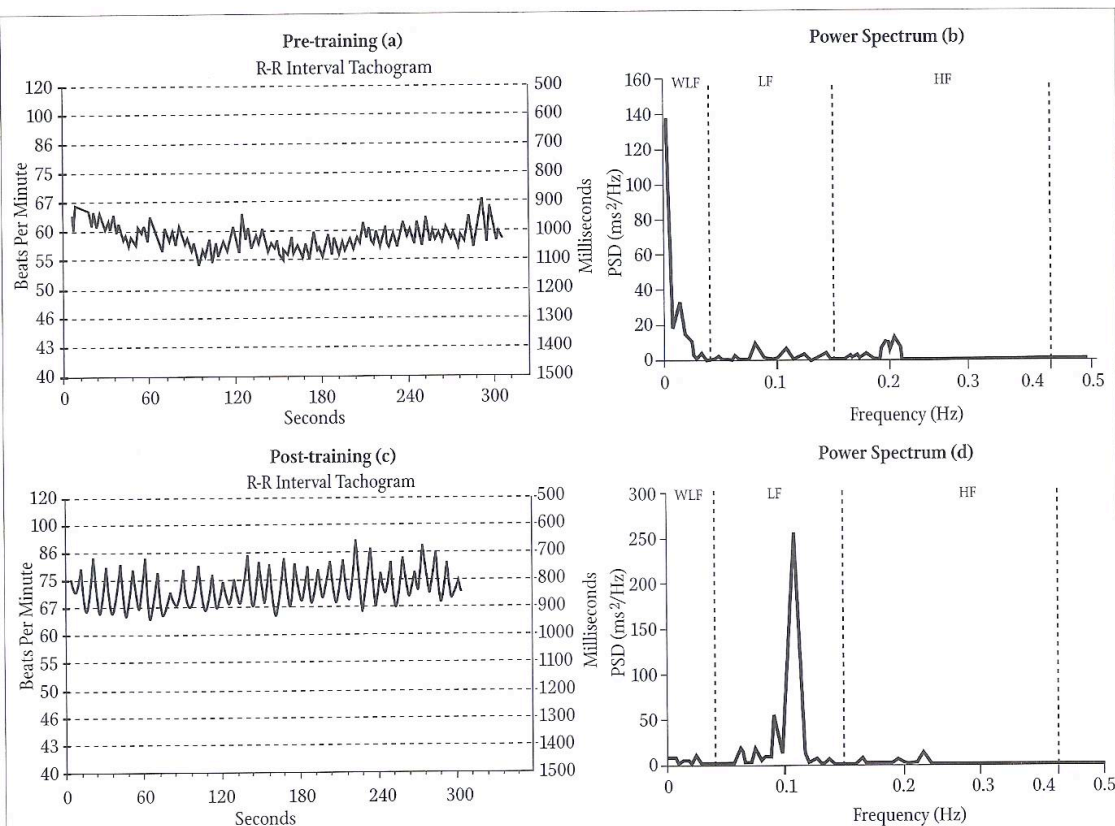 Pre-training (a)
R-R Interval Tachogram
120
100
86
75
67
60
55
50
46
43
40
Beats Per Minute
500
600
700
800
900
1000
1100
1200
1300
1400
1500
Milliseconds
0 60 120 180 240 300
Seconds
Power Spectrum (b)
WLF LF HF
160
140
120
100
80
60
40
20
0
PSD (ms²/Hz)
0 0.1 0.2 0.3 0.4 0.5
Frequency (Hz)
Post-training (c)
R-R Interval Tachogram
120
100
86
75
67
60
55
50
46
43
40
Beats Per Minute
500
600
700
800
900
1000
1100
1200
1300
1400
1500
Milliseconds
0 60 120 180 240 300
Seconds
Power Spectrum (d)
WLF LF HF
300
250
200
150
100
50
0
PSD (ms²/Hz)
0 0.1 0.2 0.3 0.4 0.5
Frequency (Hz)